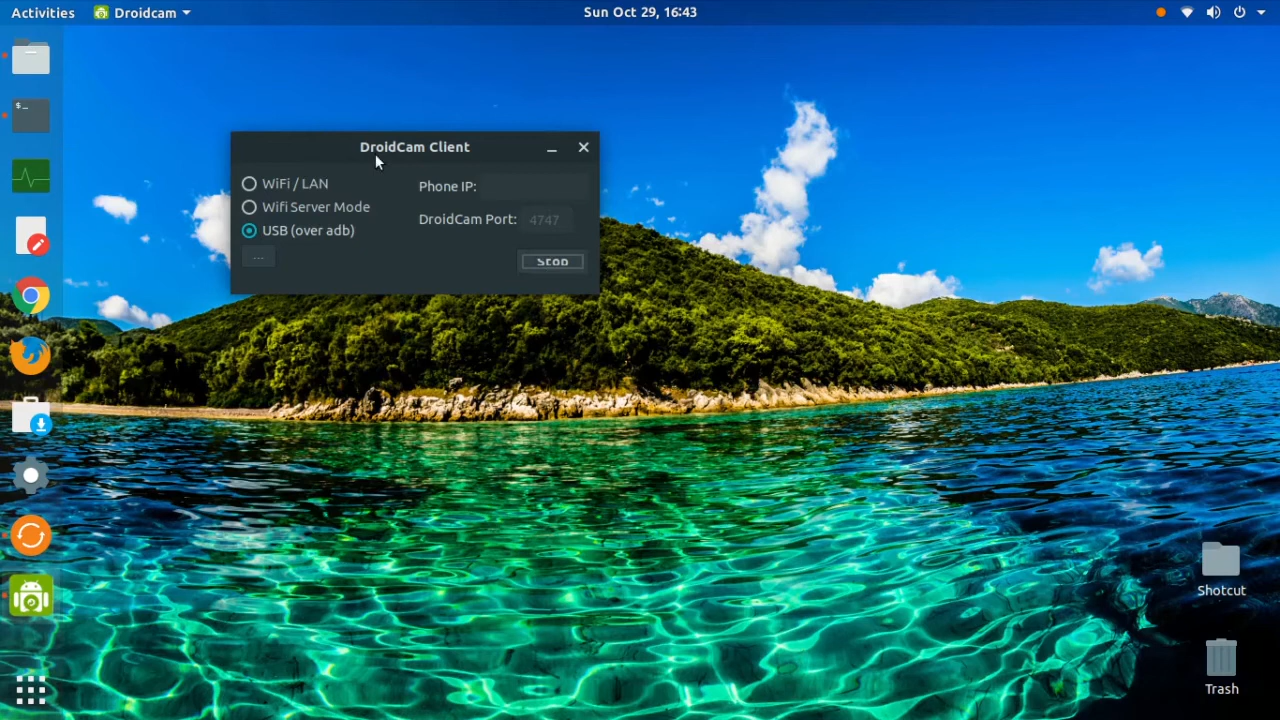 Activities Droidcam Sun Oct 29, 16:43
$_
DroidCam Client
WiFi / LAN
Wifi Server Mode
USB (over adb)
...
Phone IP:
DroidCam Port: 4747
Stop
Shotcut
Trash